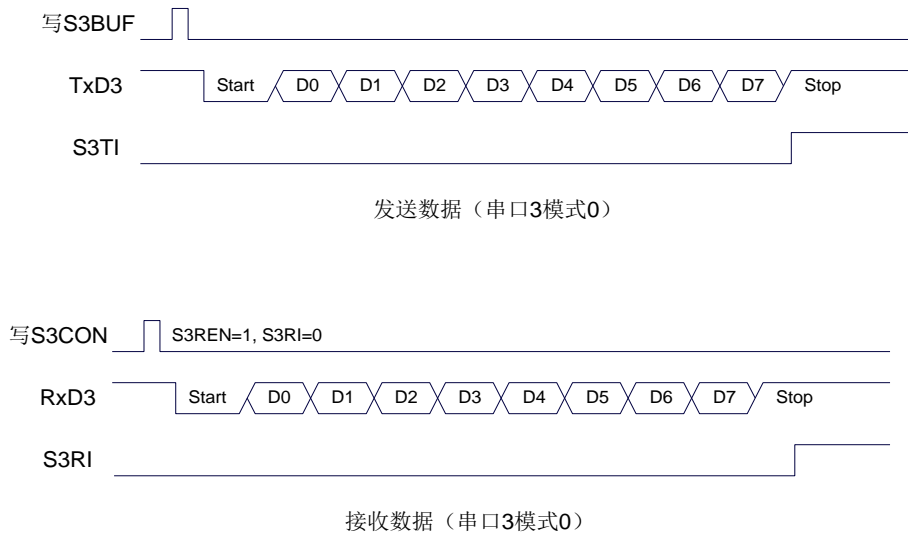 写S3BUF
TxD3 Start D0 D1 D2 D3 D4 D5 D6 D7 Stop
S3TI
发送数据（串口3模式0）
写S3CON S3REN=1, S3RI=0
RxD3 Start D0 D1 D2 D3 D4 D5 D6 D7 Stop
S3RI
接收数据（串口3模式0）